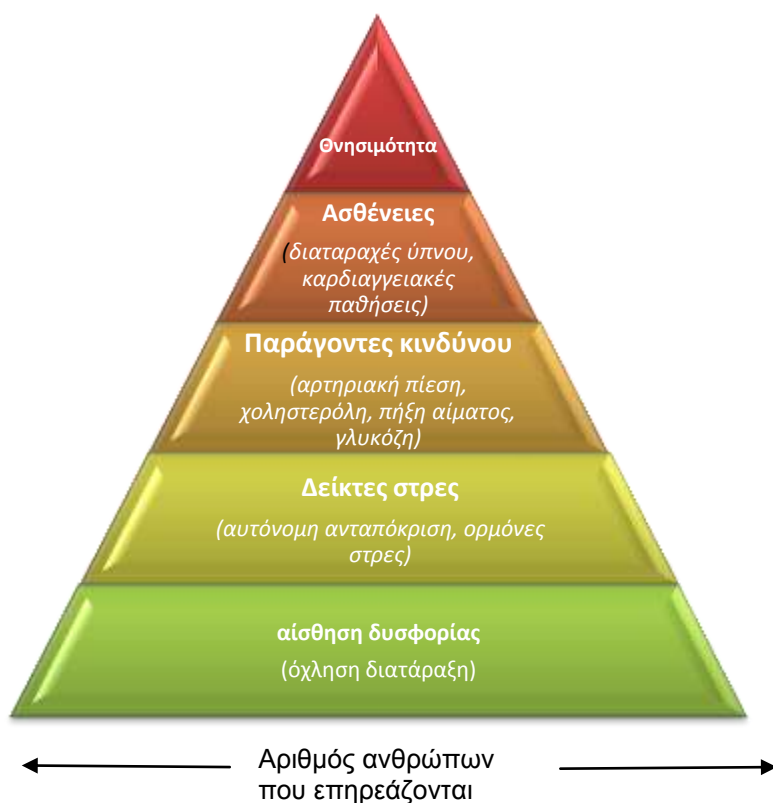 Θνησιμότητα
Ασθένειες
(διαταραχές ύπνου,
καρδιαγγειακές
παθήσεις)
Παράγοντες κινδύνου
(αρτηριακή πίεση,
χοληστερόλη, πήξη αίματος,
γλυκόζη)
Δείκτες στρες
(αυτόνομη ανταπόκριση, ορμόνες
στρες)
αίσθηση δυσφορίας
(όχληση διατάραξη)
Αριθμός ανθρώπων
που επηρεάζονται